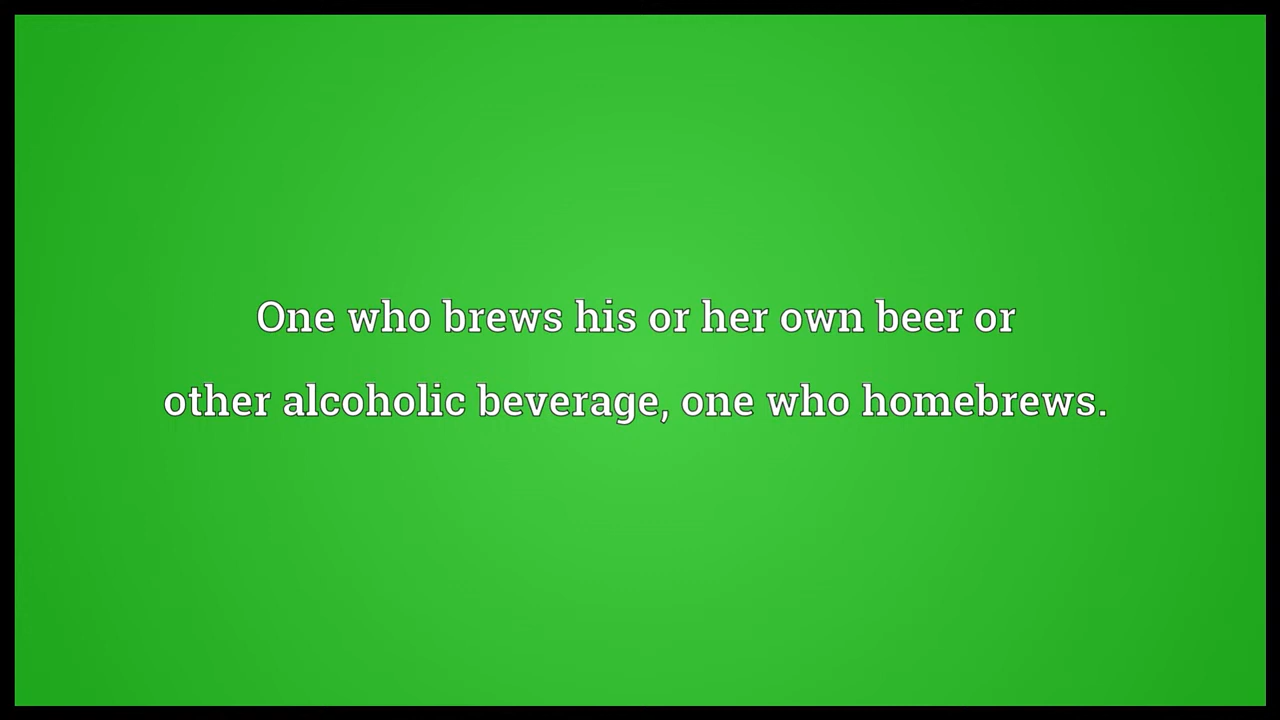 One who brews his or her own beer or
other alcoholic beverage, one who homebrews.